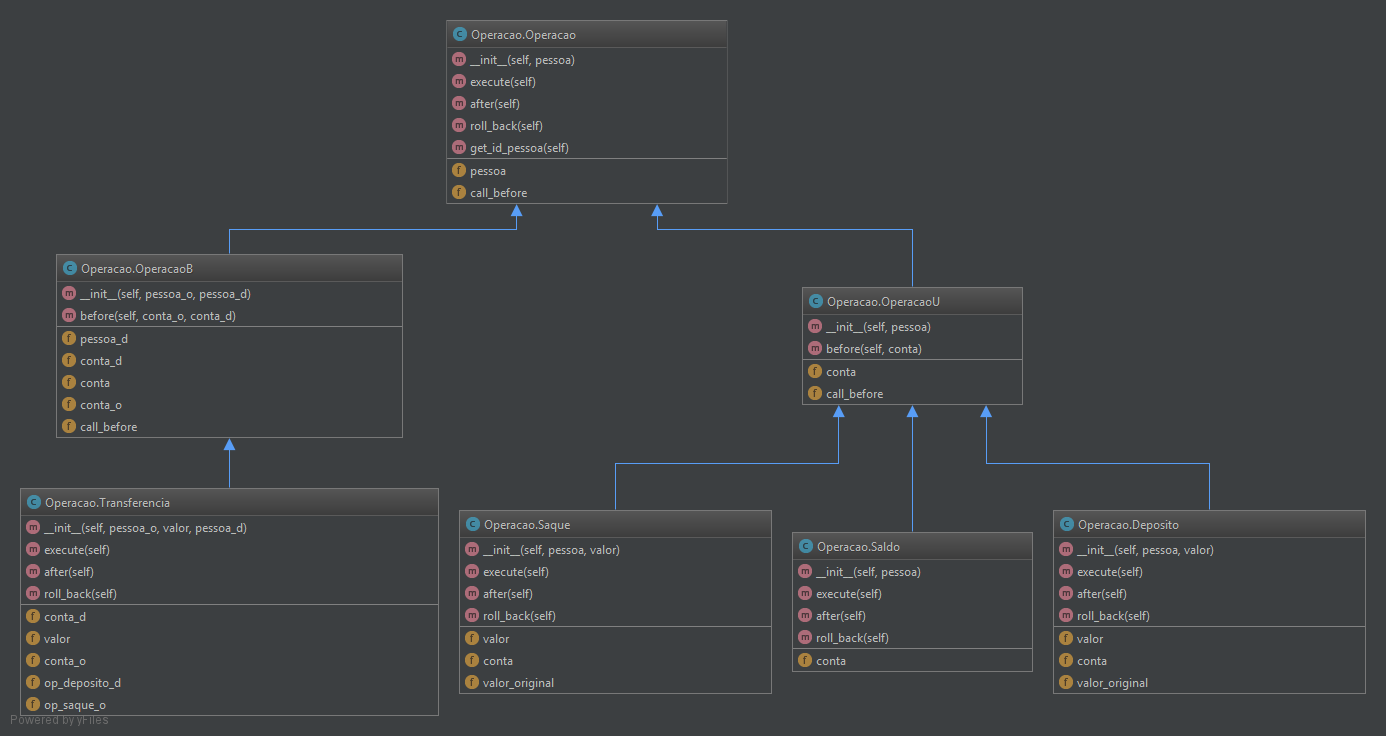 Operacao.Operacao
__init__(self, pessoa)
execute(self)
after(self)
roll_back(self)
get_id_pessoa(self)
pessoa
call_before
Operacao.OperacaoB
__init__(self, pessoa_o, pessoa_d)
before(self, conta_o, conta_d)
pessoa_d
conta_d
conta
conta_o
call_before
Operacao.OperacaoU
__init__(self, pessoa)
before(self, conta)
conta
call_before
Operacao.Transferencia
__init__(self, pessoa_o, valor, pessoa_d)
execute(self)
after(self)
roll_back(self)
conta_d
valor
conta_o
op_deposito_d
op_saque_o
Operacao.Saque
__init__(self, pessoa, valor)
execute(self)
after(self)
roll_back(self)
valor
conta
valor_original
Operacao.Saldo
__init__(self, pessoa)
execute(self)
after(self)
roll_back(self)
conta
Operacao.Deposito
__init__(self, pessoa, valor)
execute(self)
after(self)
roll_back(self)
valor
conta
valor_original
Powered by yFiles